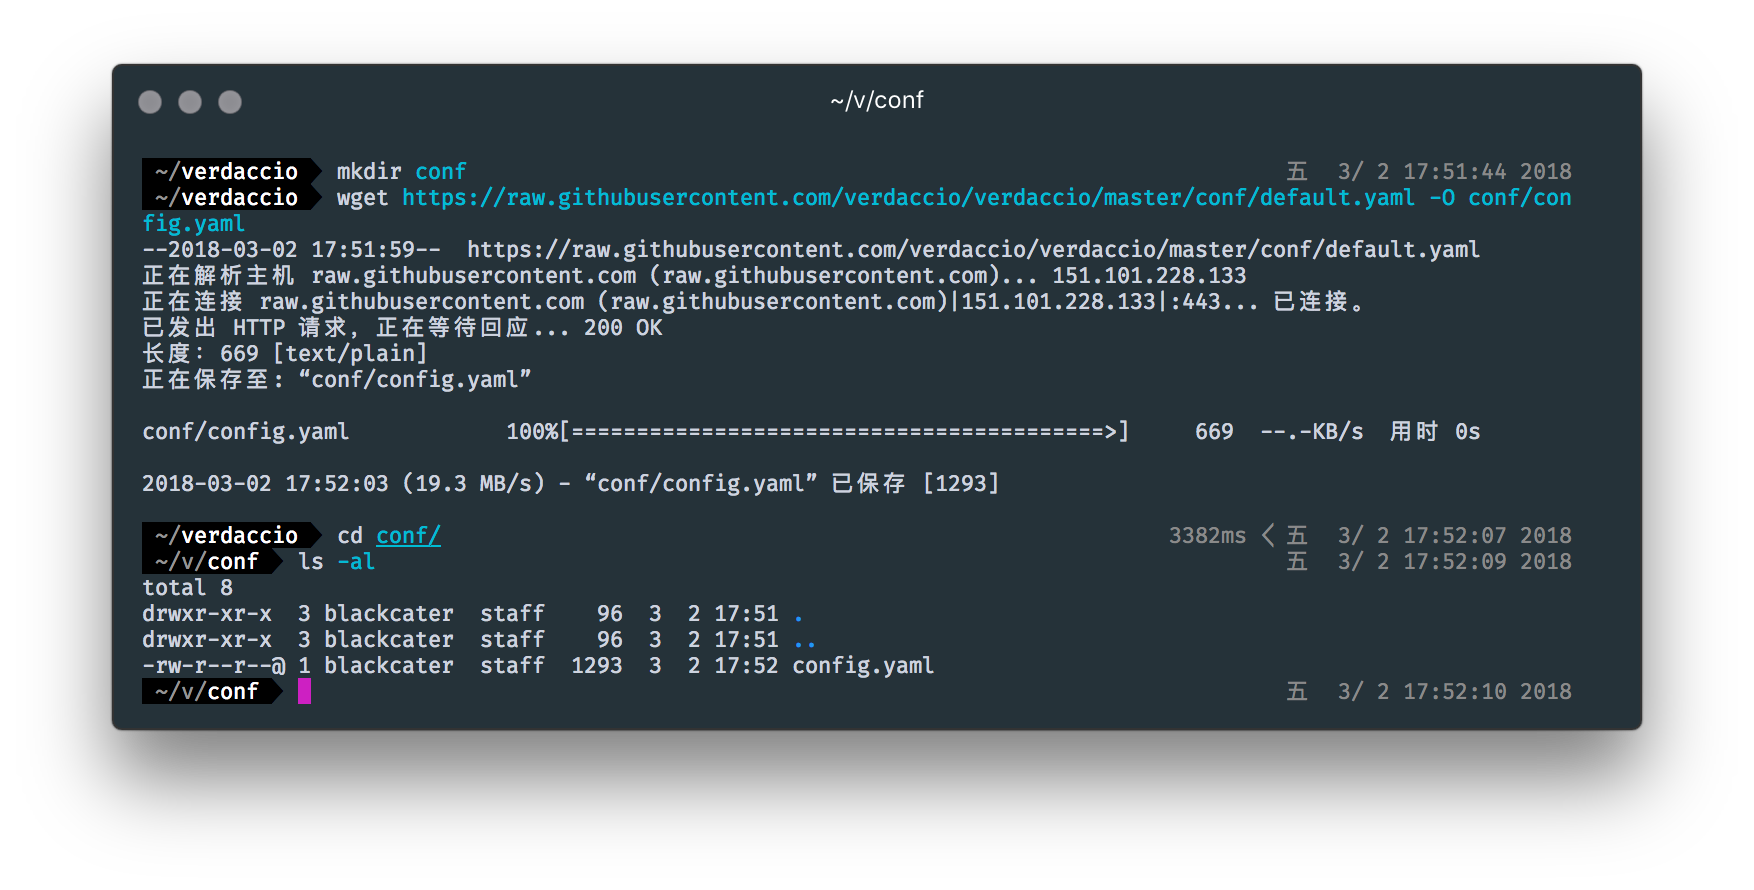 ~/v/conf
~/verdaccio mkdir conf 五 3/ 2 17:51:44 2018
~/verdaccio wget https://raw.githubusercontent.com/verdaccio/verdaccio/master/conf/default.yaml -O conf/con
fig.yaml
--2018-03-02 17:51:59-- https://raw.githubusercontent.com/verdaccio/verdaccio/master/conf/default.yaml
正在解析主机 raw.githubusercontent.com (raw.githubusercontent.com)... 151.101.228.133
正在连接 raw.githubusercontent.com (raw.githubusercontent.com)|151.101.228.133|:443... 已连接。
已发出 HTTP 请求，正在等待回应... 200 OK
长度：669 [text/plain]
正在保存至: “conf/config.yaml”
conf/config.yaml 100%[=========================================>] 669 --.-KB/s 用时 0s
2018-03-02 17:52:03 (19.3 MB/s) - “conf/config.yaml” 已保存 [1293]
~/verdaccio cd conf/ 3382ms < 五 3/ 2 17:52:07 2018
~/v/conf ls -al 五 3/ 2 17:52:09 2018
total 8
drwxr-xr-x 3 blackcater staff 96 3 2 17:51 .
drwxr-xr-x 3 blackcater staff 96 3 2 17:51 ..
-rw-r--r--@ 1 blackcater staff 1293 3 2 17:52 config.yaml
~/v/conf 五 3/ 2 17:52:10 2018